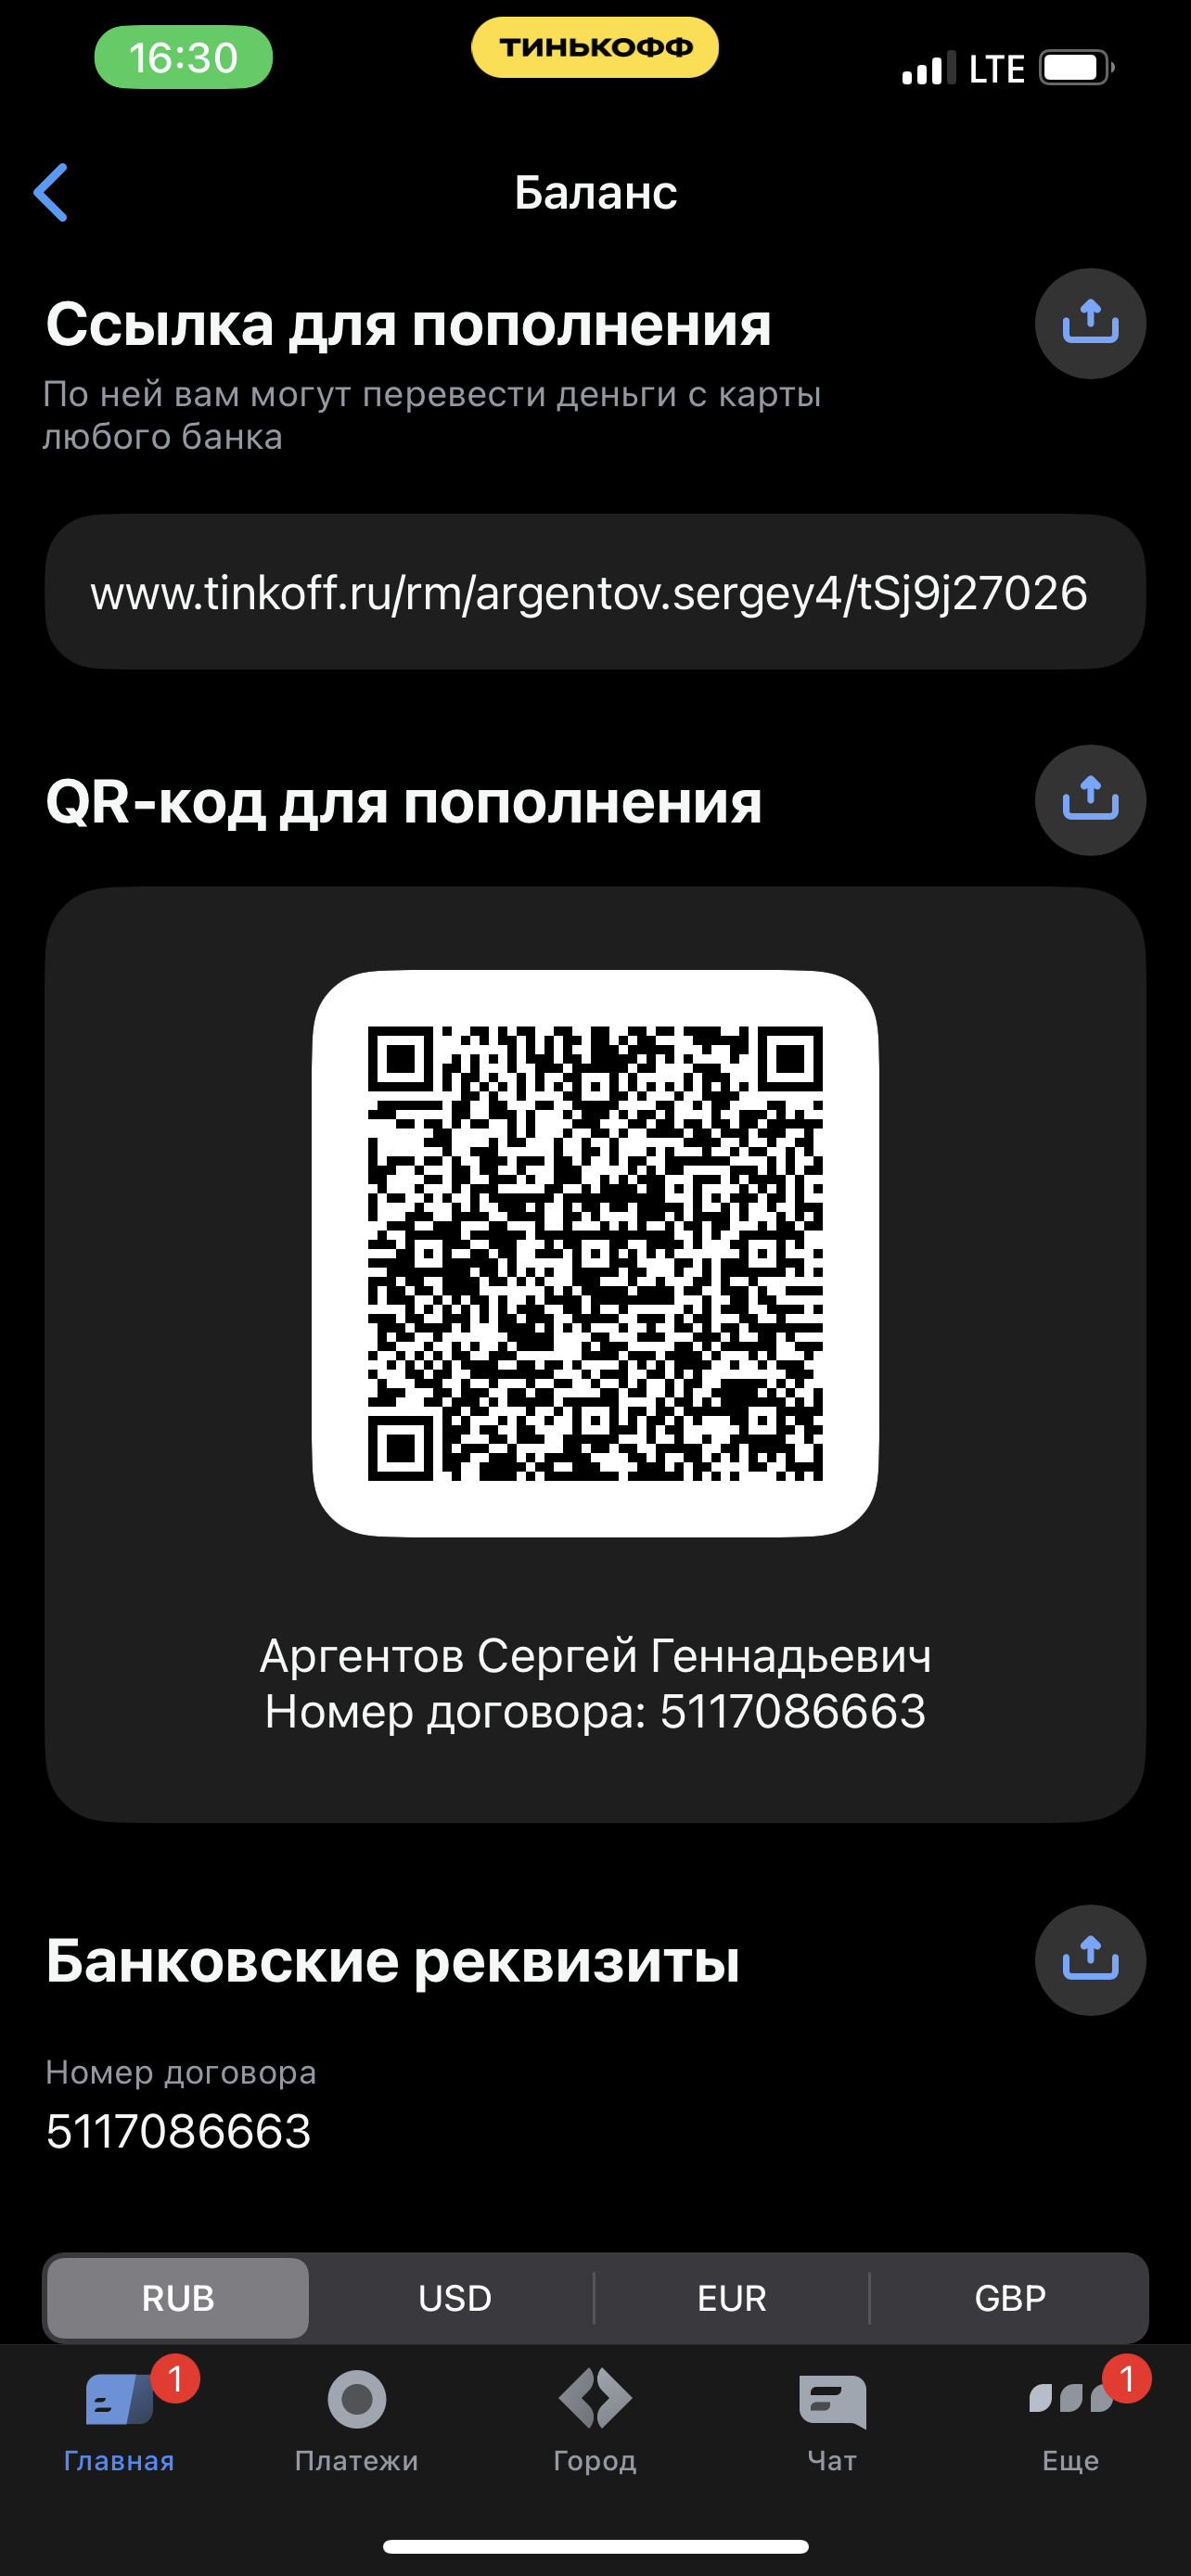 16:30
ТИНЬКОФФ
LTE
Баланс
Ссылка для пополнения
По ней вам могут перевести деньги с карты
любого банка
www.tinkoff.ru/rm/argentov.sergey4/tSj9j27026
QR-код для пополнения
Аргентов Сергей Геннадьевич
Номер договора: 5117086663
Банковские реквизиты
Номер договора
5117086663
RUB USD EUR GBP
1 1
Главная Платежи Город Чат Еще